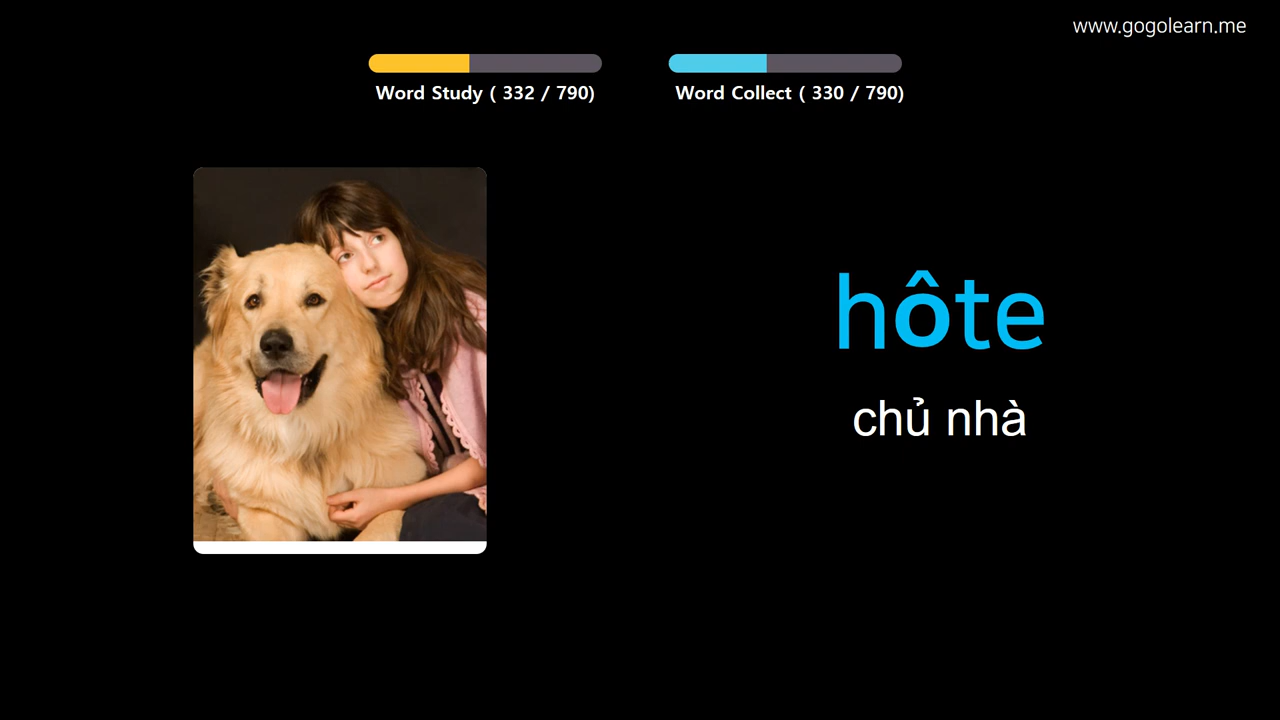 www.gogolearn.me
Word Study ( 332 / 790)
Word Collect ( 330 / 790)
hôte
chủ nhà